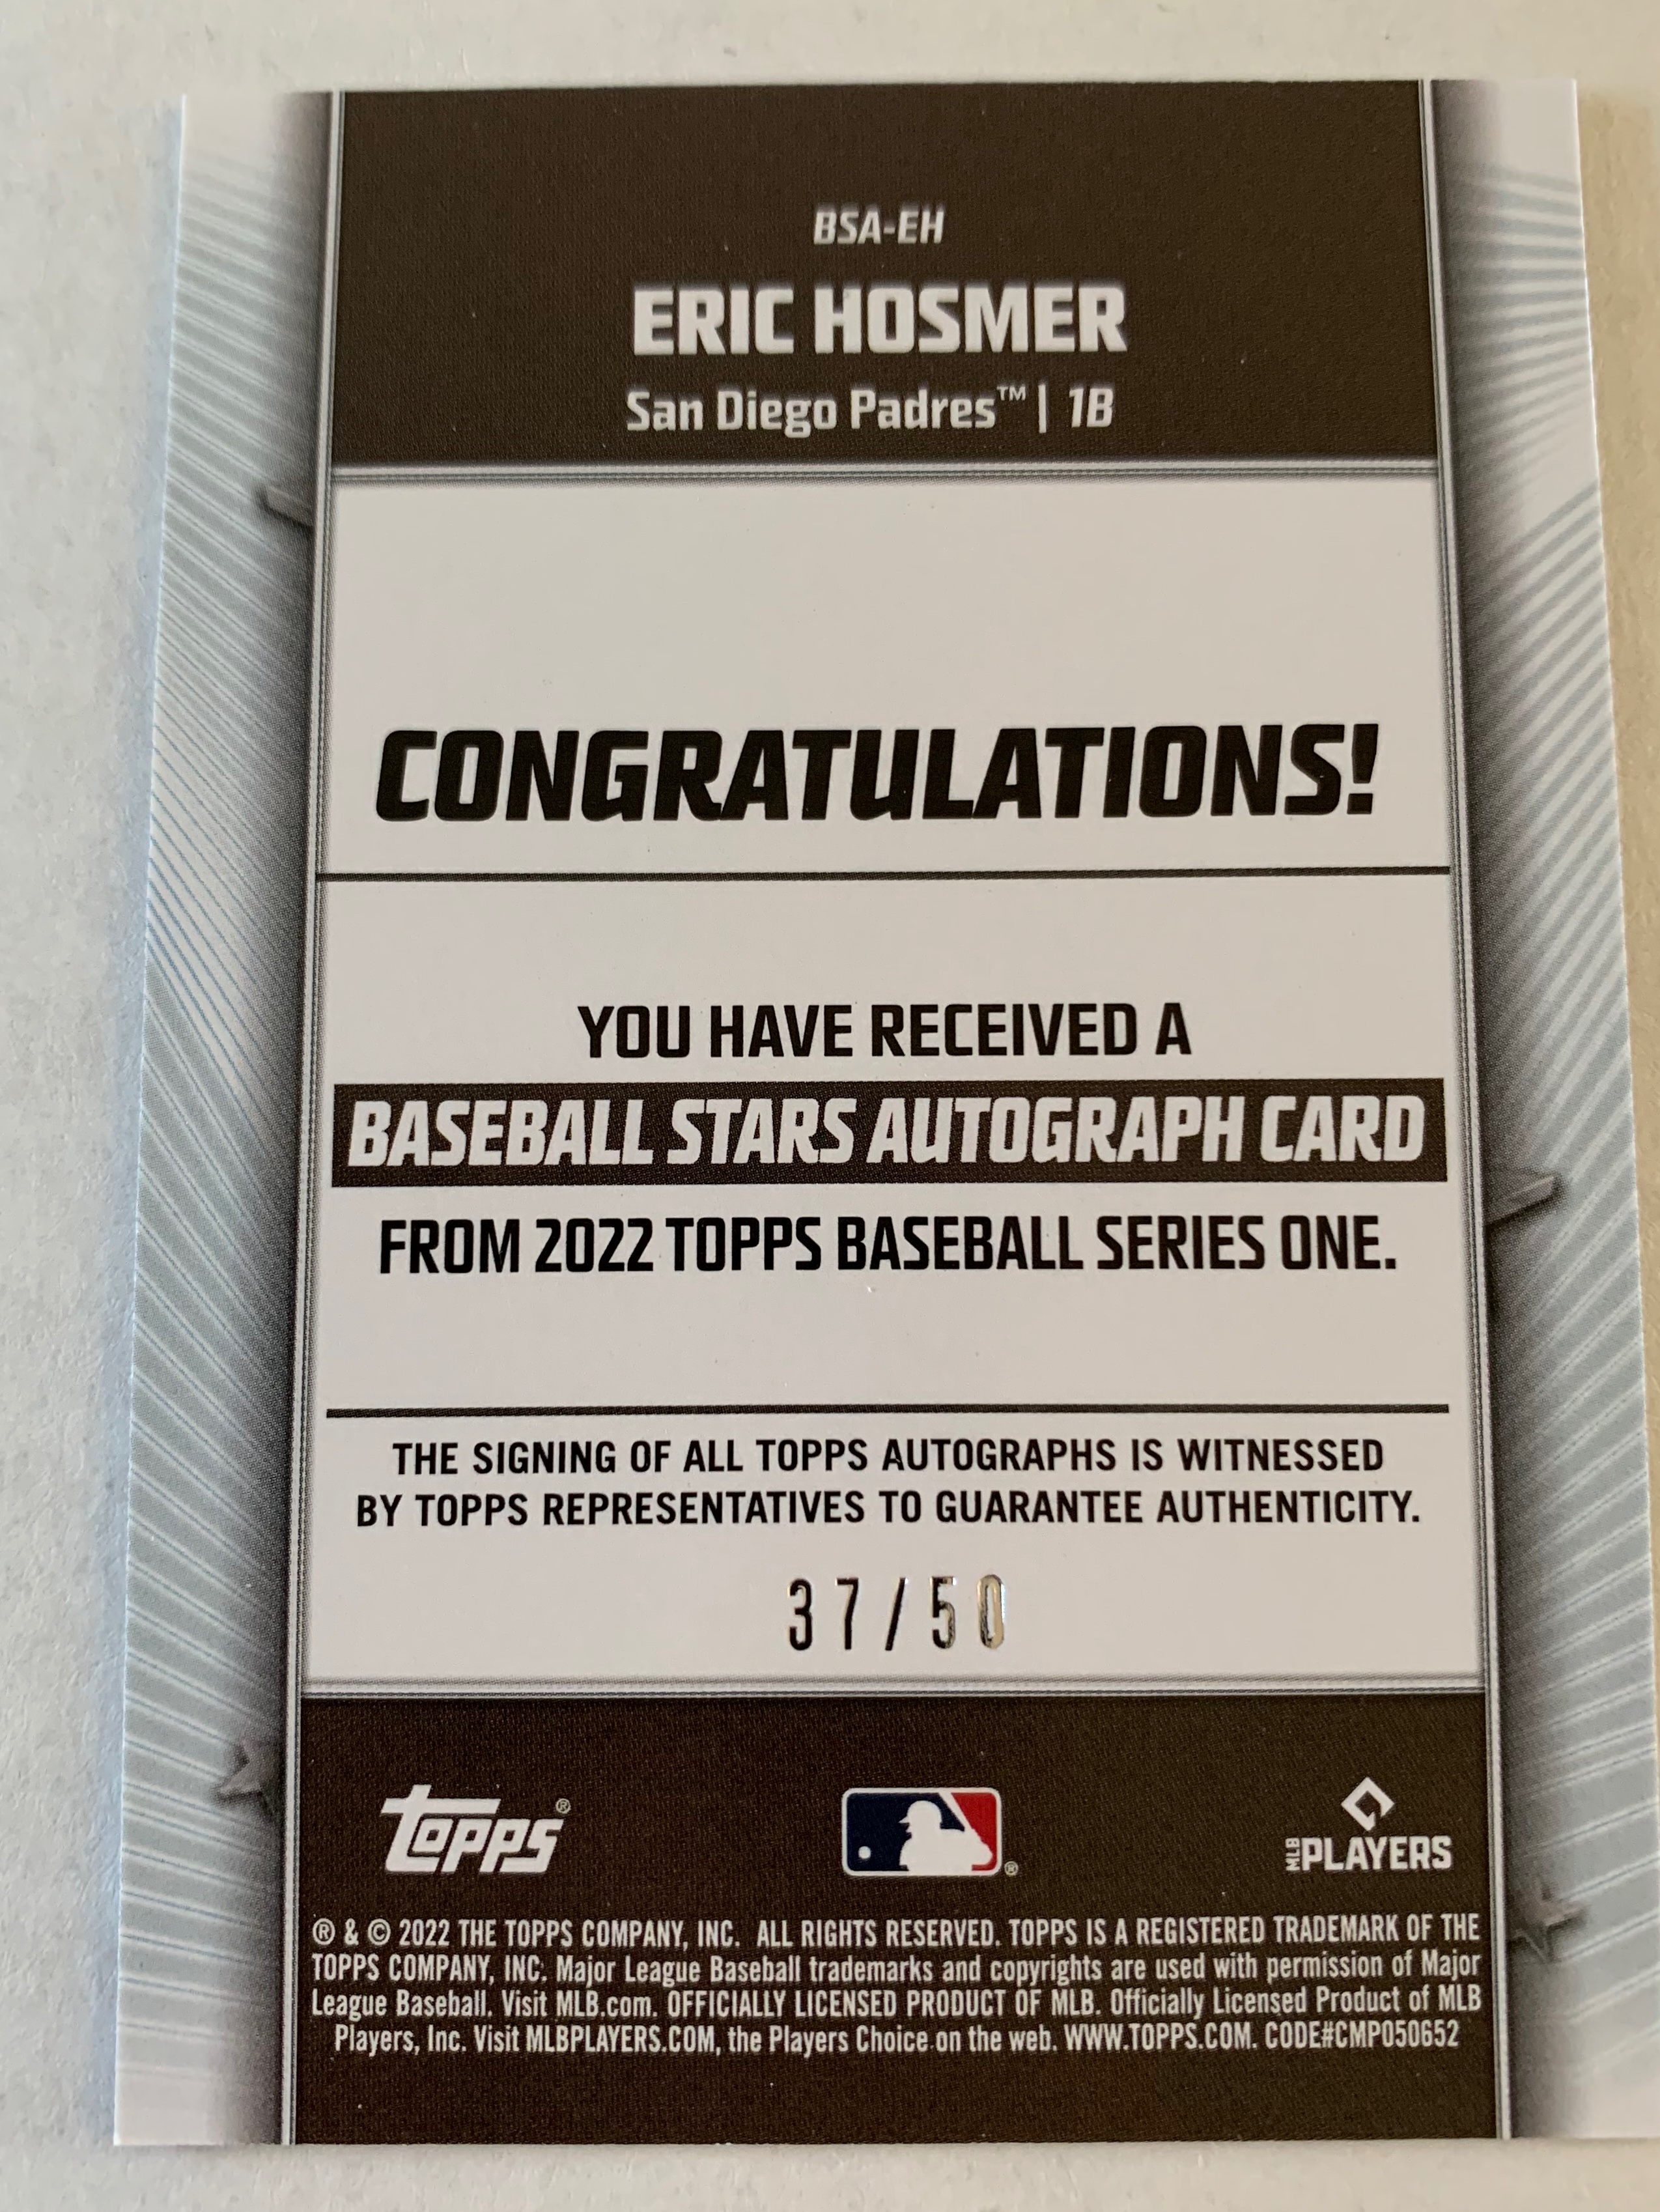 BSA-EH
ERIC HOSMER
San Diego Padres™ | 1B
CONGRATULATIONS!
YOU HAVE RECEIVED A
BASEBALL STARS AUTOGRAPH CARD
FROM 2022 TOPPS BASEBALL SERIES ONE.
THE SIGNING OF ALL TOPPS AUTOGRAPHS IS WITNESSED
BY TOPPS REPRESENTATIVES TO GUARANTEE AUTHENTICITY.
37/50
topps® ® MLB PLAYERS
® & © 2022 THE TOPPS COMPANY, INC. ALL RIGHTS RESERVED. TOPPS IS A REGISTERED TRADEMARK OF THE
TOPPS COMPANY, INC. Major League Baseball trademarks and copyrights are used with permission of Major
League Baseball. Visit MLB.com. OFFICIALLY LICENSED PRODUCT OF MLB. Officially Licensed Product of MLB
Players, Inc. Visit MLBPLAYERS.COM, the Players Choice on the web. WWW.TOPPS.COM. CODE#CMP050652